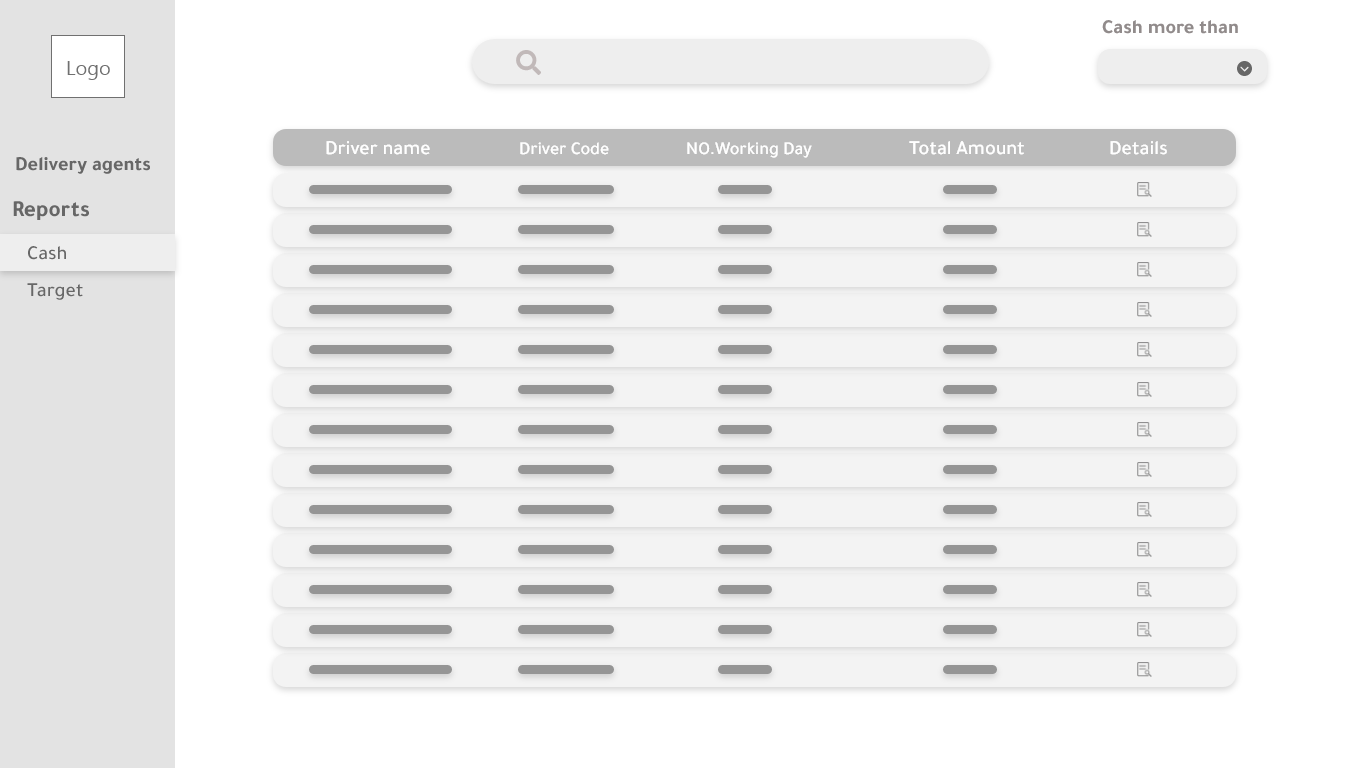 Logo
Delivery agents
Reports
Cash
Target
Cash more than
Driver name Driver Code NO.Working Day Total Amount Details